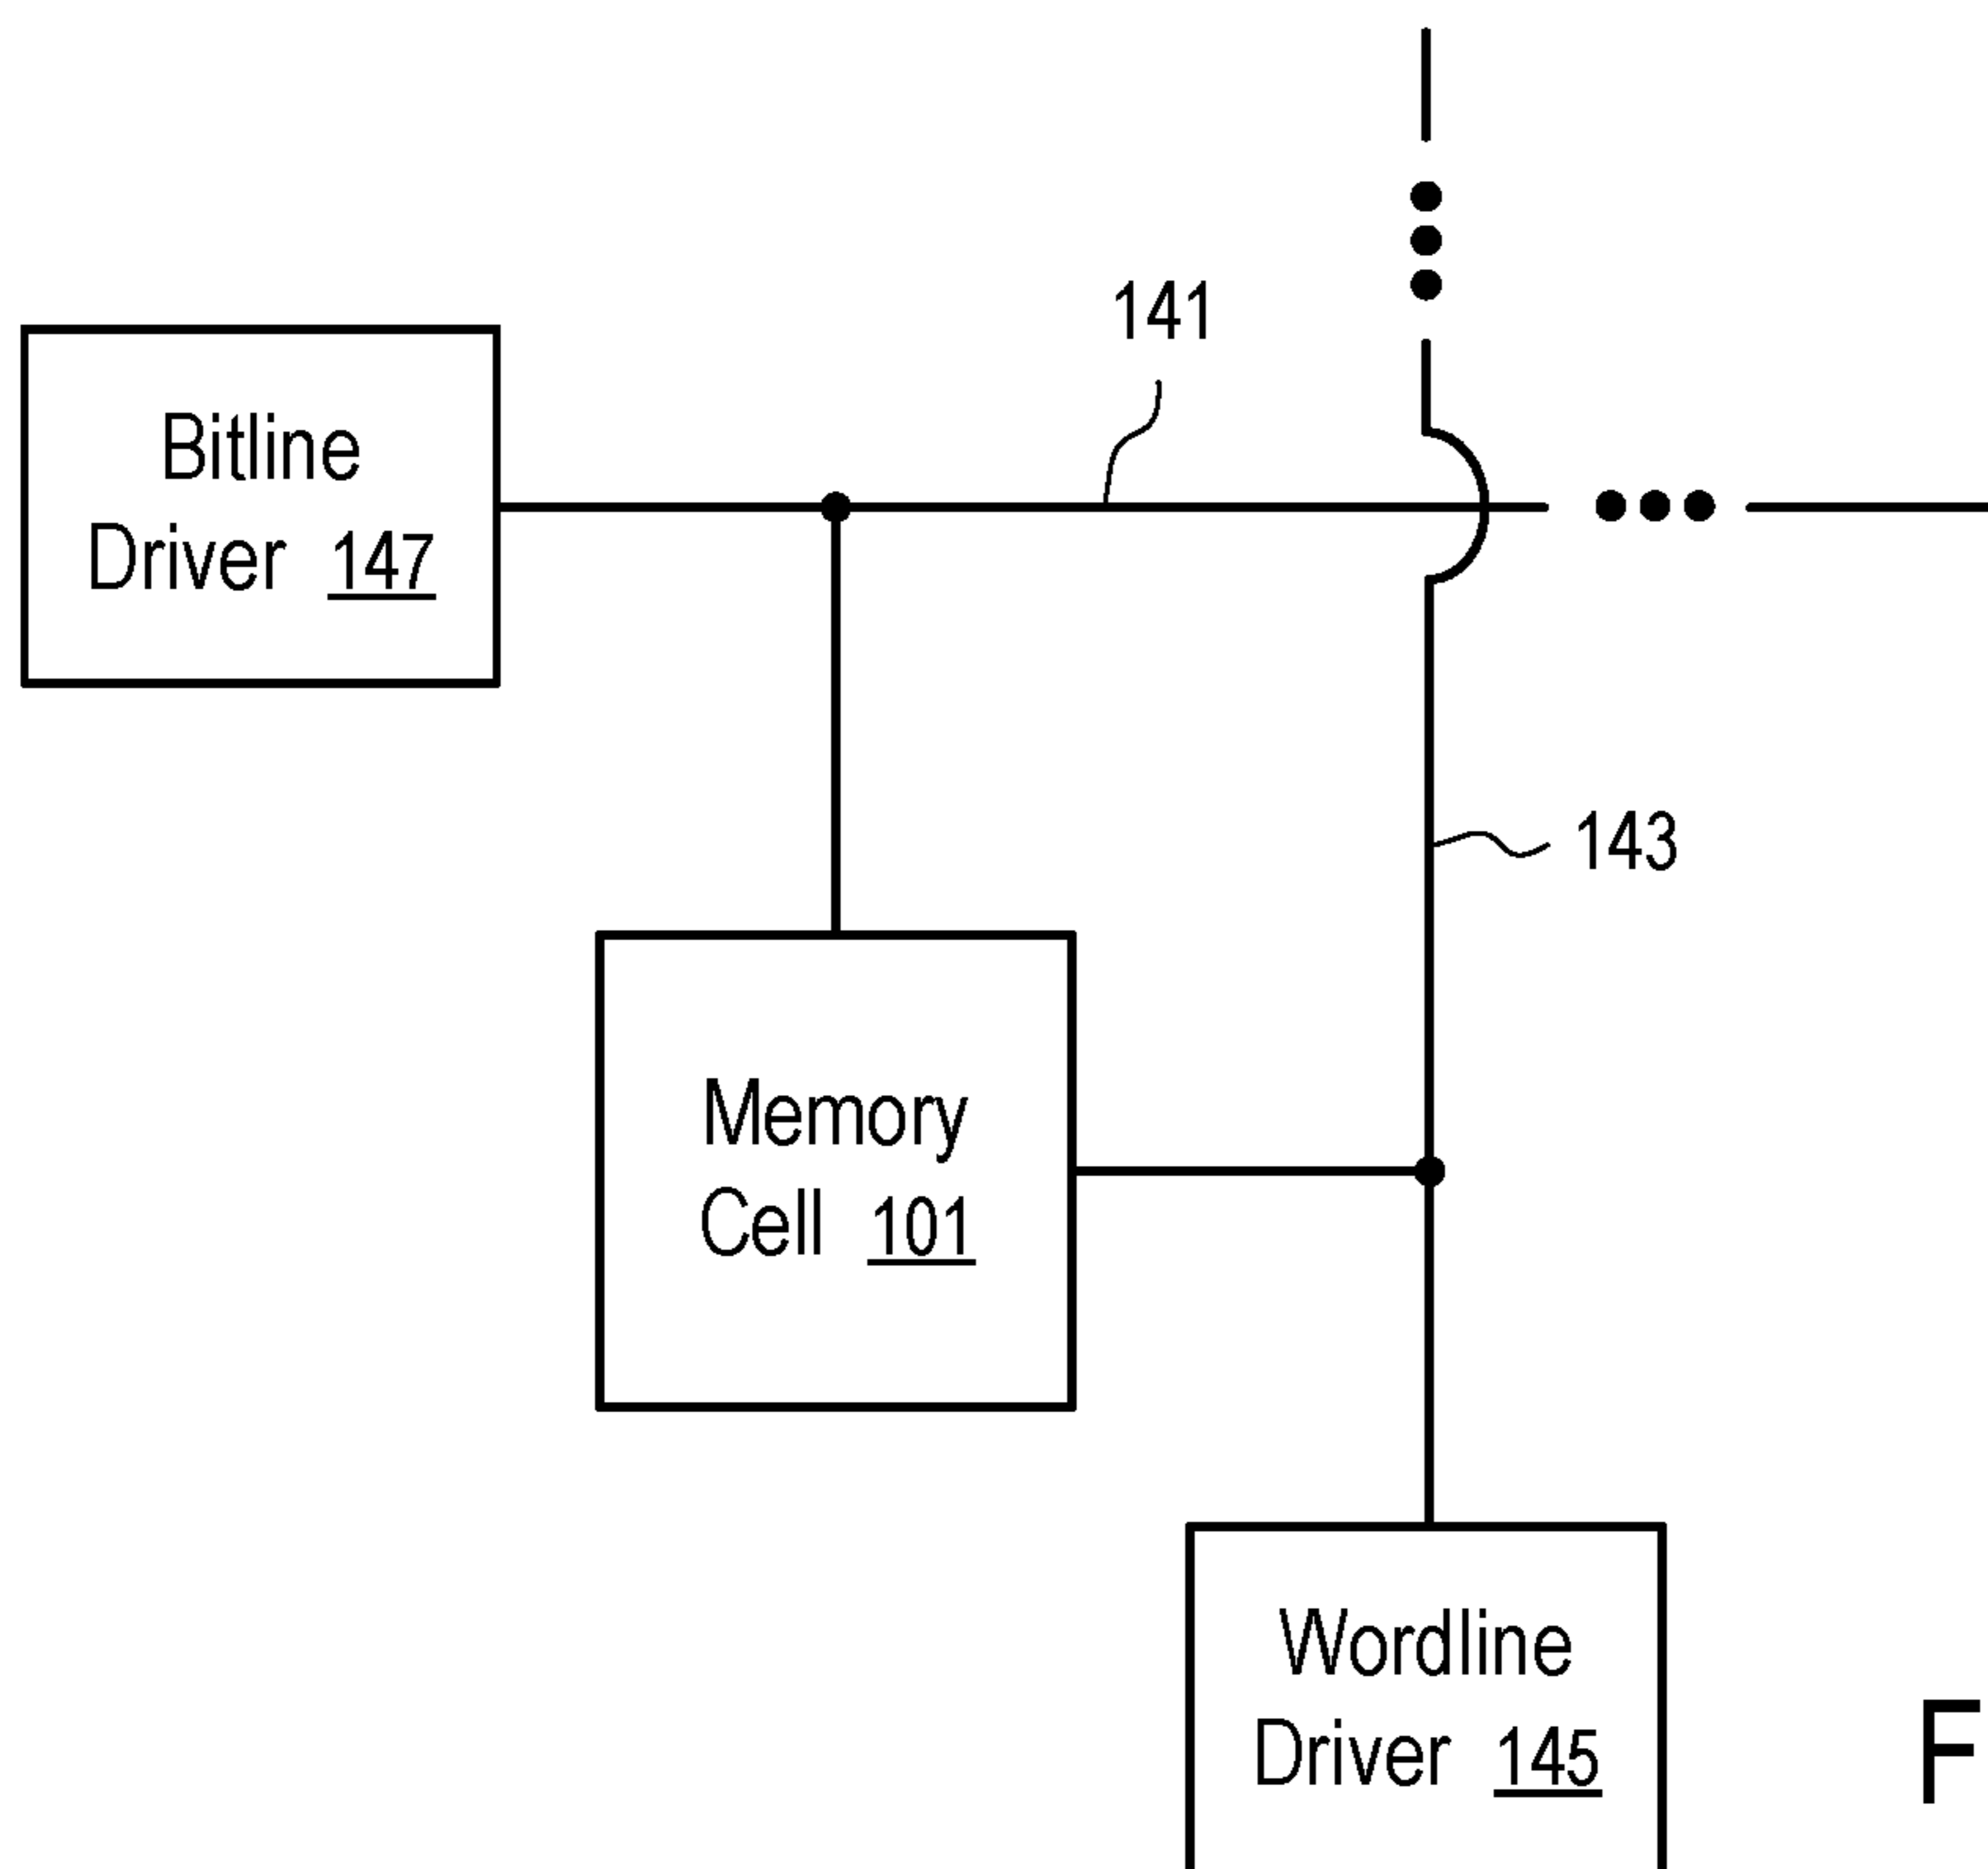 141
Bitline
Driver 147
143
Memory
Cell 101
Wordline
Driver 145
F